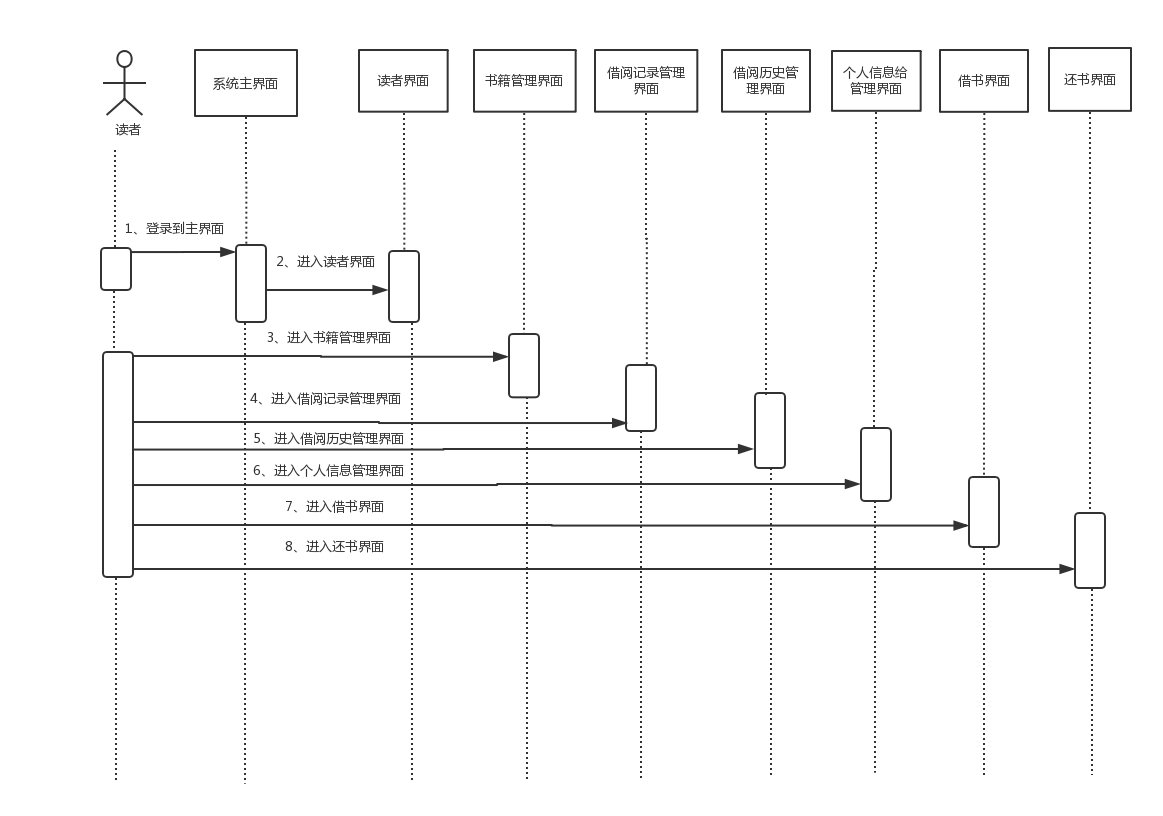 读者
系统主界面
读者界面
书籍管理界面
借阅记录管理
界面
借阅历史管
理界面
个人信息给
管理界面
借书界面
还书界面
1、登录到主界面
2、进入读者界面
3、进入书籍管理界面
4、进入借阅记录管理界面
5、进入借阅历史管理界面
6、进入个人信息管理界面
7、进入借书界面
8、进入还书界面